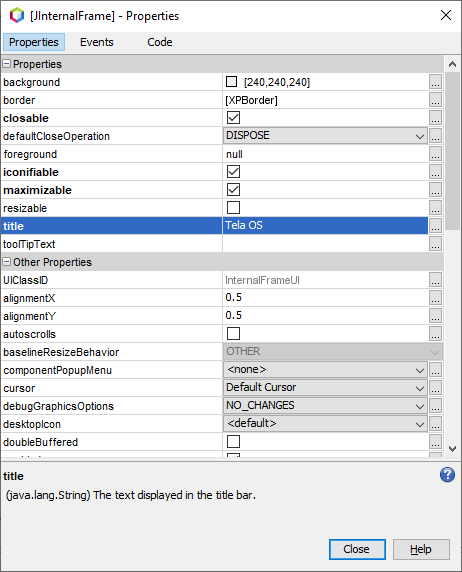 [JInternalFrame] - Properties
Properties Events Code
Properties
background [240,240,240] ...
border [XPBorder] ...
closable ...
defaultCloseOperation DISPOSE ...
foreground null ...
iconifiable ...
maximizable ...
resizable ...
title Tela OS ...
toolTipText ...
Other Properties
UIClassID InternalFrameUI ...
alignmentX 0.5 ...
alignmentY 0.5 ...
autoscrolls ...
baselineResizeBehavior OTHER ...
componentPopupMenu <none> ...
cursor Default Cursor ...
debugGraphicsOptions NO_CHANGES ...
desktopIcon <default> ...
doubleBuffered ...
title
(java.lang.String) The text displayed in the title bar.
Close Help